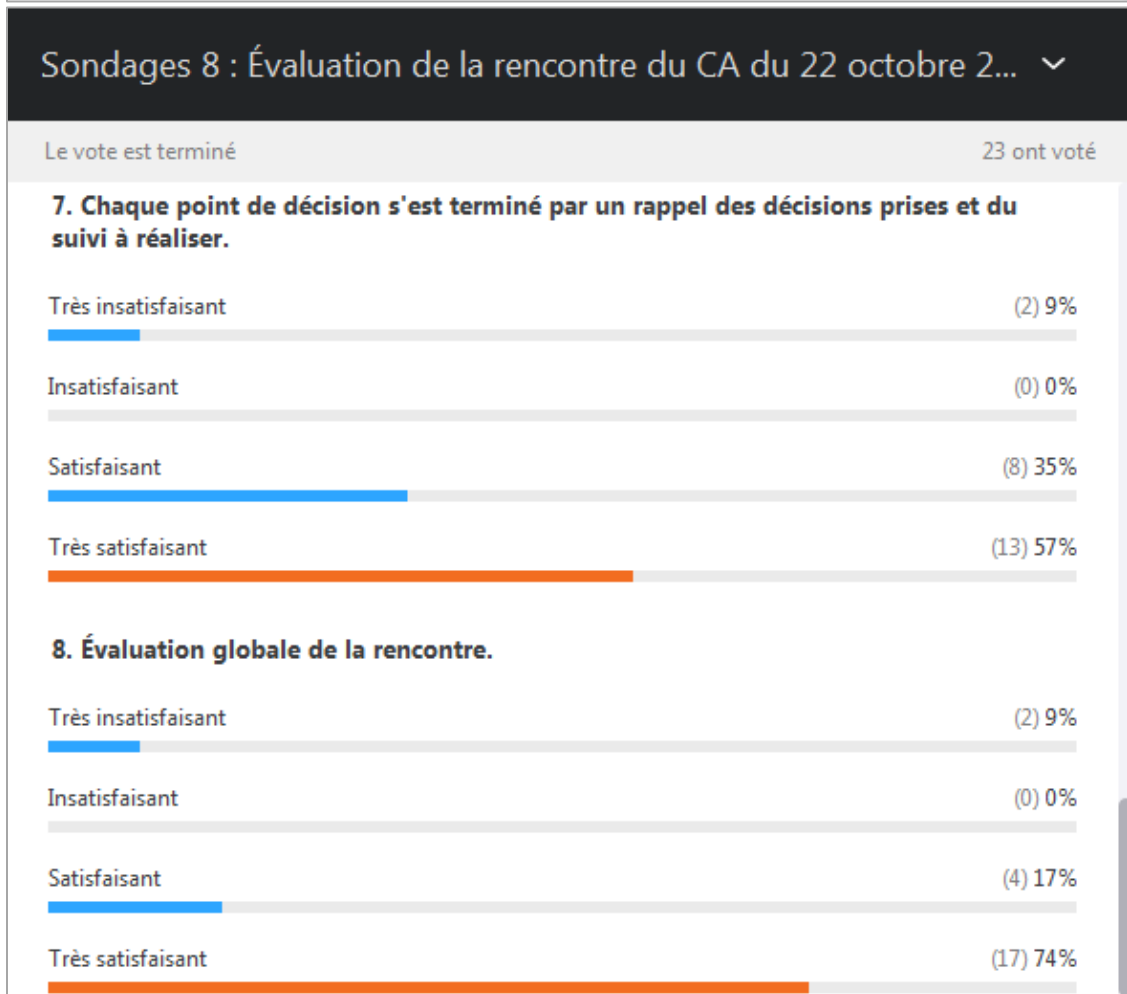 Sondages 8 : Évaluation de la rencontre du CA du 22 octobre 2...
Le vote est terminé 23 ont voté
7. Chaque point de décision s'est terminé par un rappel des décisions prises et du
suivi à réaliser.
Très insatisfaisant (2) 9%
Insatisfaisant (0) 0%
Satisfaisant (8) 35%
Très satisfaisant (13) 57%
8. Évaluation globale de la rencontre.
Très insatisfaisant (2) 9%
Insatisfaisant (0) 0%
Satisfaisant (4) 17%
Très satisfaisant (17) 74%